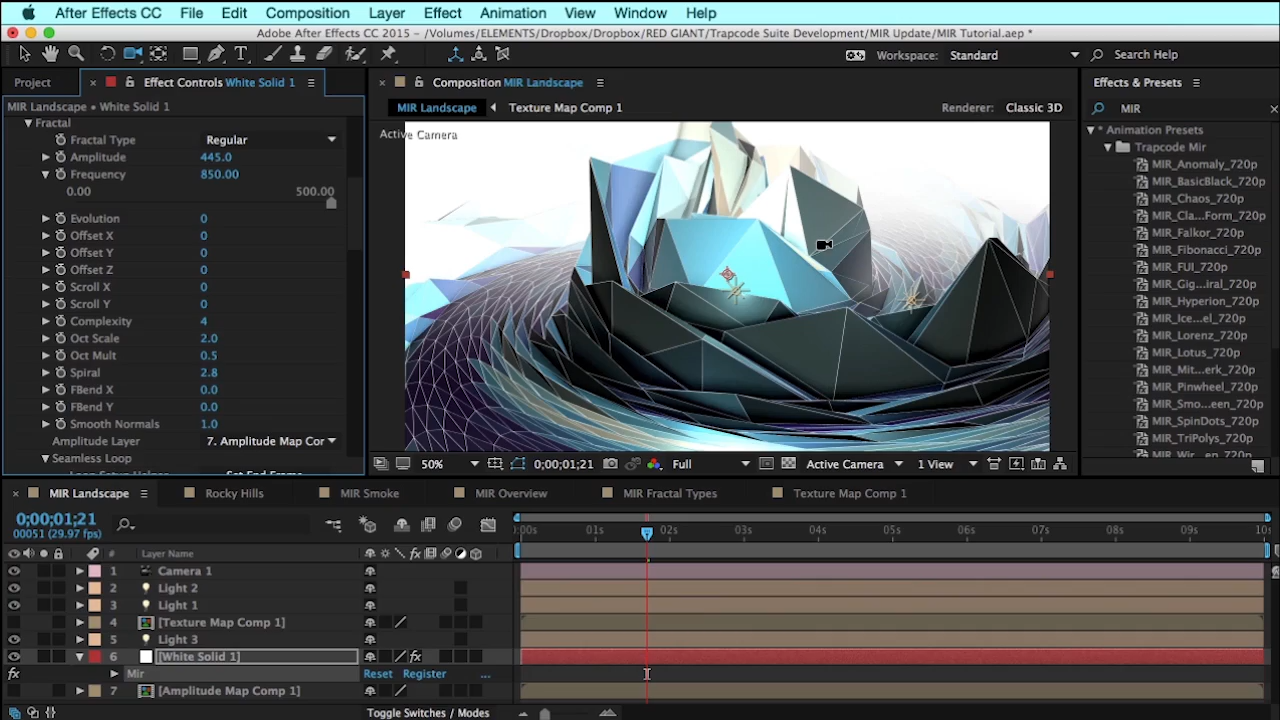 After Effects CC File Edit Composition Layer Effect Animation View Window Help
Adobe After Effects CC 2015 - /Volumes/ELEMENTS/Dropbox/Dropbox/RED GIANT/Trapcode Suite Development/MIR Update/MIR Tutorial.aep *
Workspace: Standard Search Help
Project × Effect Controls White Solid 1
MIR Landscape • White Solid 1
Fractal
Fractal Type Regular
Amplitude 445.0
Frequency 850.00
0.00 500.00
Evolution 0
Offset X 0
Offset Y 0
Offset Z 0
Scroll X 0
Scroll Y 0
Complexity 4
Oct Scale 2.0
Oct Mult 0.5
Spiral 2.8
FBend X 0.0
FBend Y 0.0
Smooth Normals 1.0
Amplitude Layer 7. Amplitude Map Cor
Seamless Loop
× Composition MIR Landscape
MIR Landscape Texture Map Comp 1 Renderer: Classic 3D
Active Camera
50% 0;00;01;21 Full Active Camera 1 View
Effects & Presets
MIR ×
* Animation Presets
Trapcode Mir
MIR_Anomaly_720p
MIR_BasicBlack_720p
MIR_Chaos_720p
MIR_Cla...Form_720p
MIR_Falkor_720p
MIR_Fibonacci_720p
MIR_FUI_720p
MIR_Gig...iral_720p
MIR_Hyperion_720p
MIR_Ice...el_720p
MIR_Lorenz_720p
MIR_Lotus_720p
MIR_Mit...erk_720p
MIR_Pinwheel_720p
MIR_Smo...een_720p
MIR_SpinDots_720p
MIR_TriPolys_720p
× MIR Landscape Rocky Hills MIR Smoke MIR Overview MIR Fractal Types Texture Map Comp 1
0;00;01;21
00051 (29.97 fps)
:00s 01s 02s 03s 04s 05s 06s 07s 08s 09s 10s
# Layer Name fx
1 Camera 1
2 Light 2
3 Light 1
4 [Texture Map Comp 1]
5 Light 3
6 [White Solid 1] fx
fx Mir Reset Register ...
7 [Amplitude Map Comp 1]
Toggle Switches / Modes